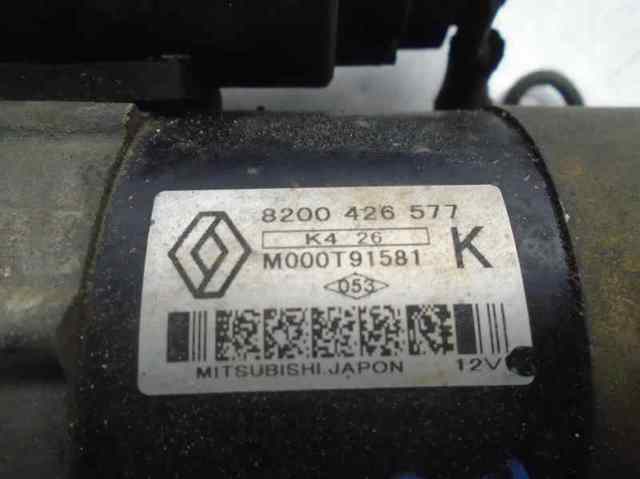 8200 426 577
K4 26
M000T91581 K
053
MITSUBISHI.JAPON 12V